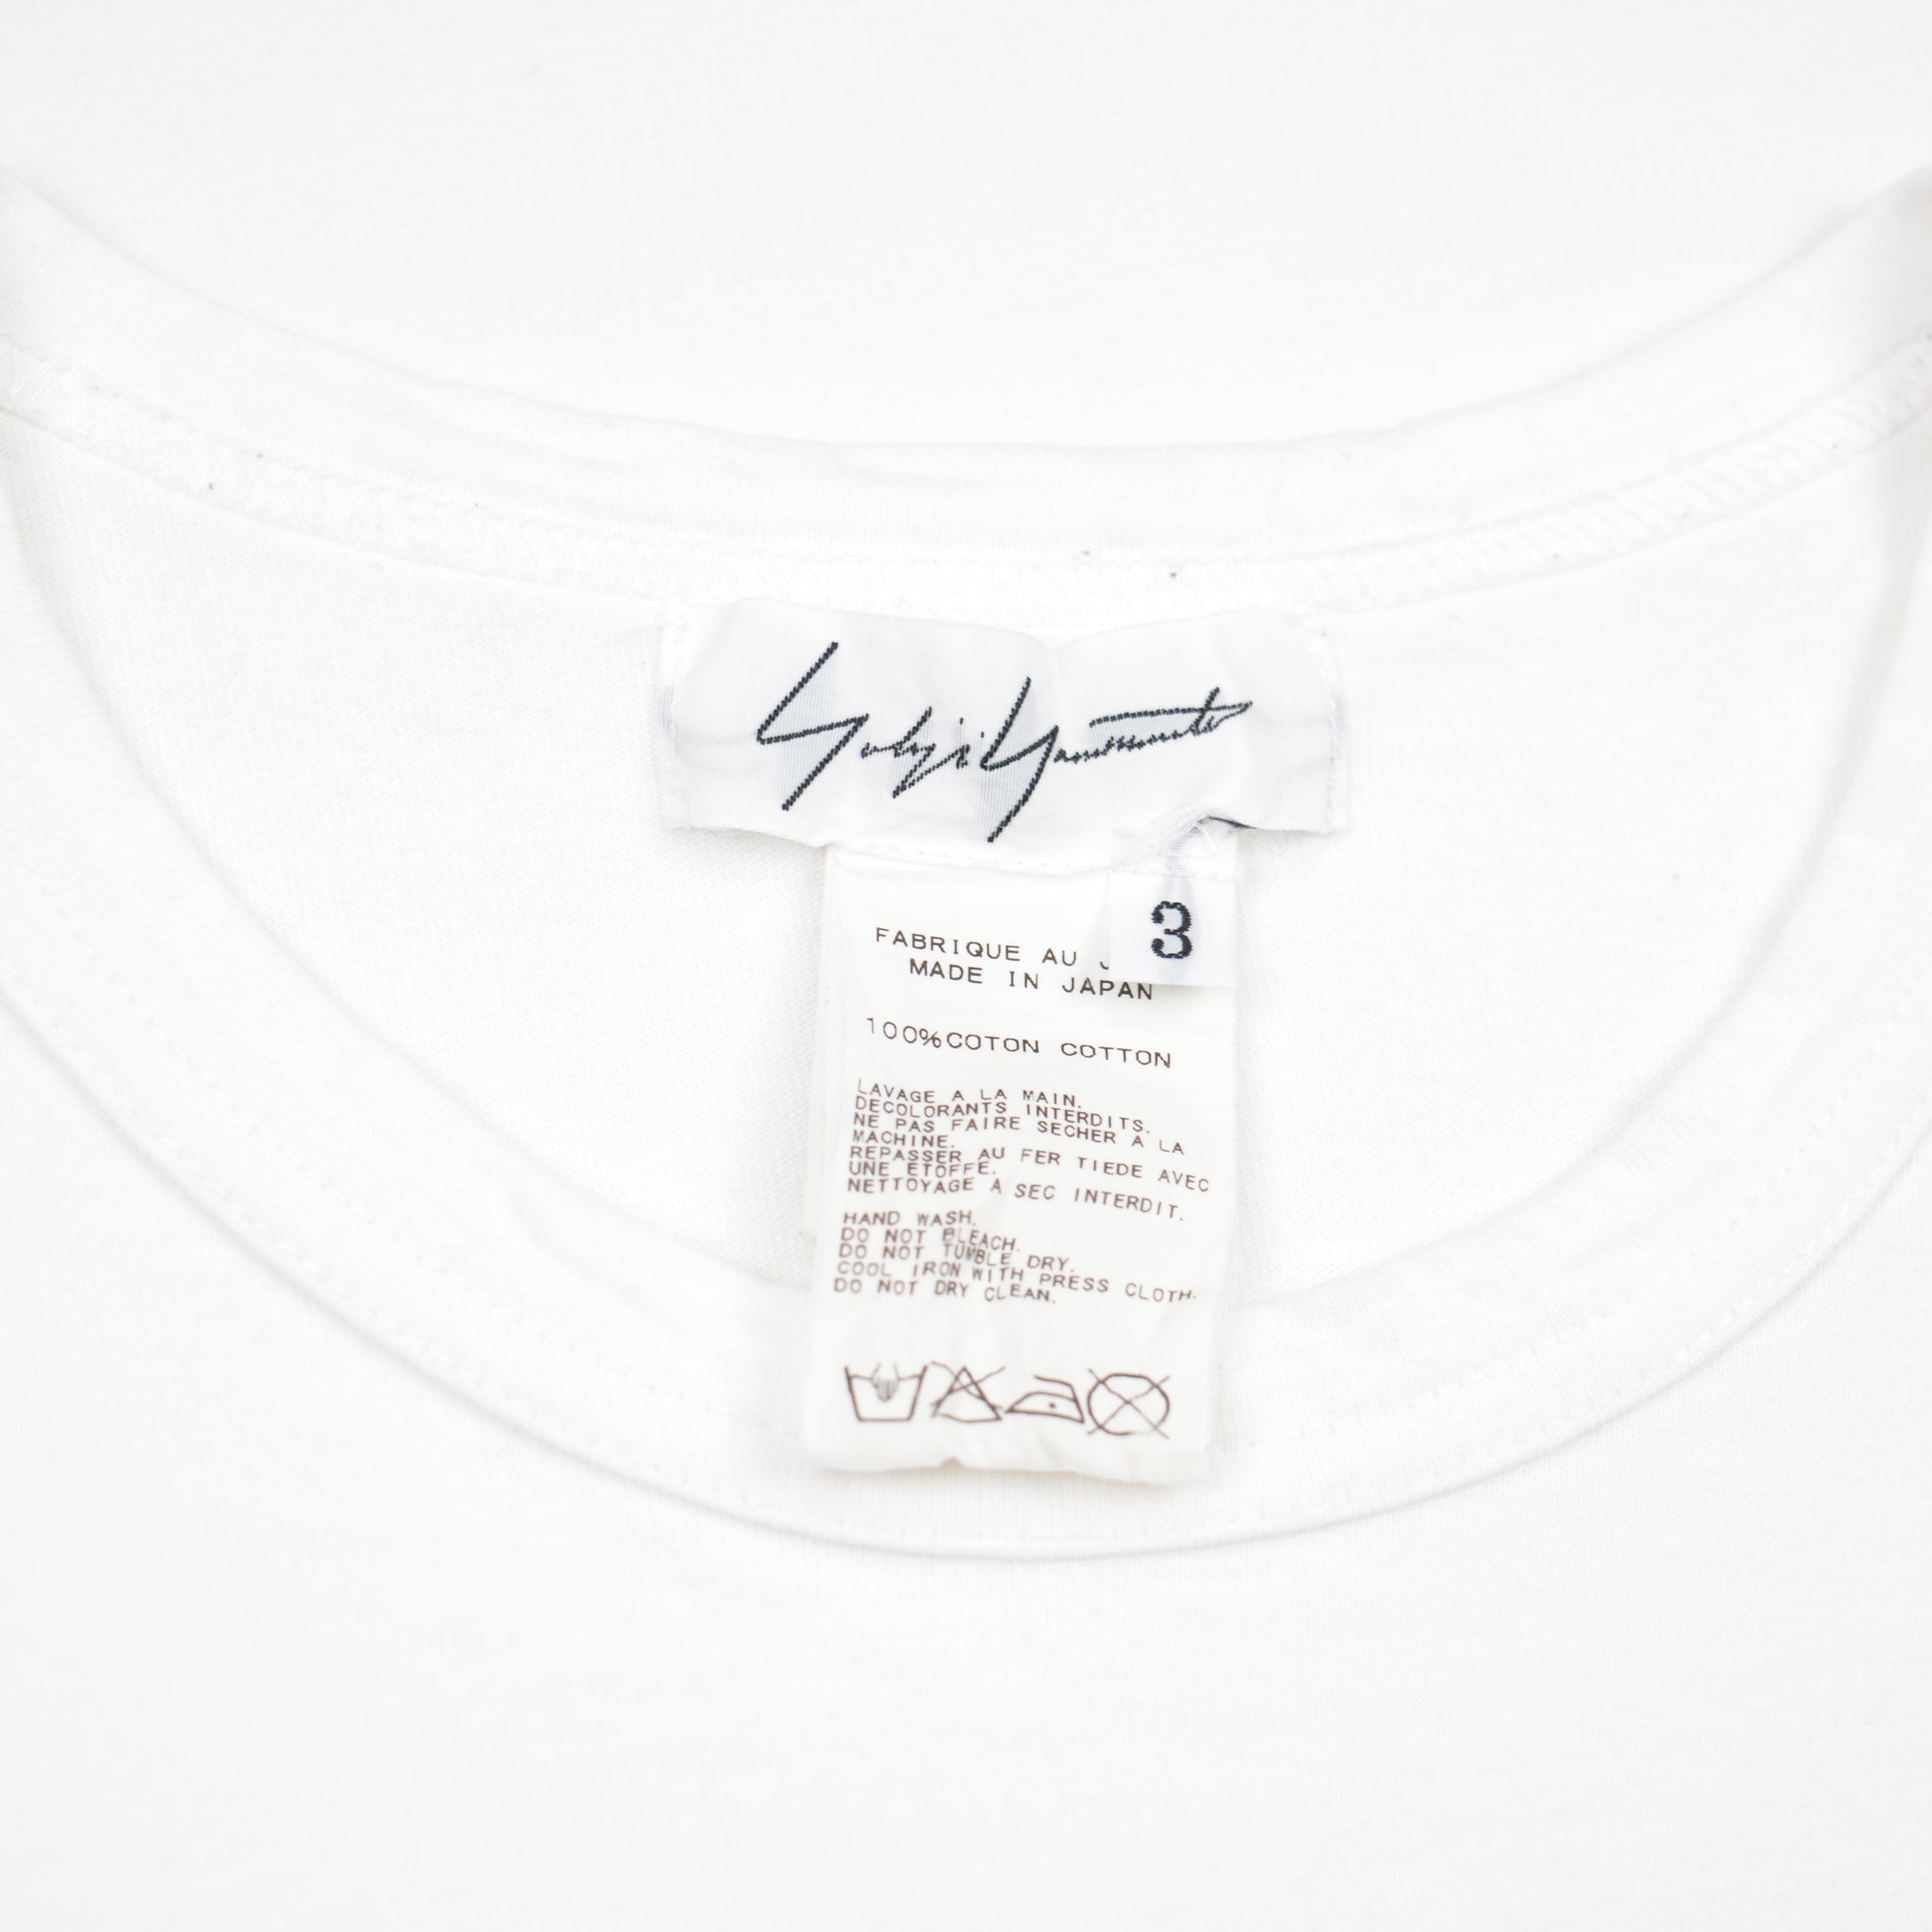 Yohji Yamamoto
3
FABRIQUE AU J
MADE IN JAPAN
100%COTON COTTON
LAVAGE A LA MAIN.
DECOLORANTS INTERDITS.
NE PAS FAIRE SECHER A LA
MACHINE.
REPASSER AU FER TIEDE AVEC
UNE ETOFFE.
NETTOYAGE A SEC INTERDIT.
HAND WASH.
DO NOT BLEACH.
DO NOT TUMBLE DRY.
COOL IRON WITH PRESS CLOTH.
DO NOT DRY CLEAN.